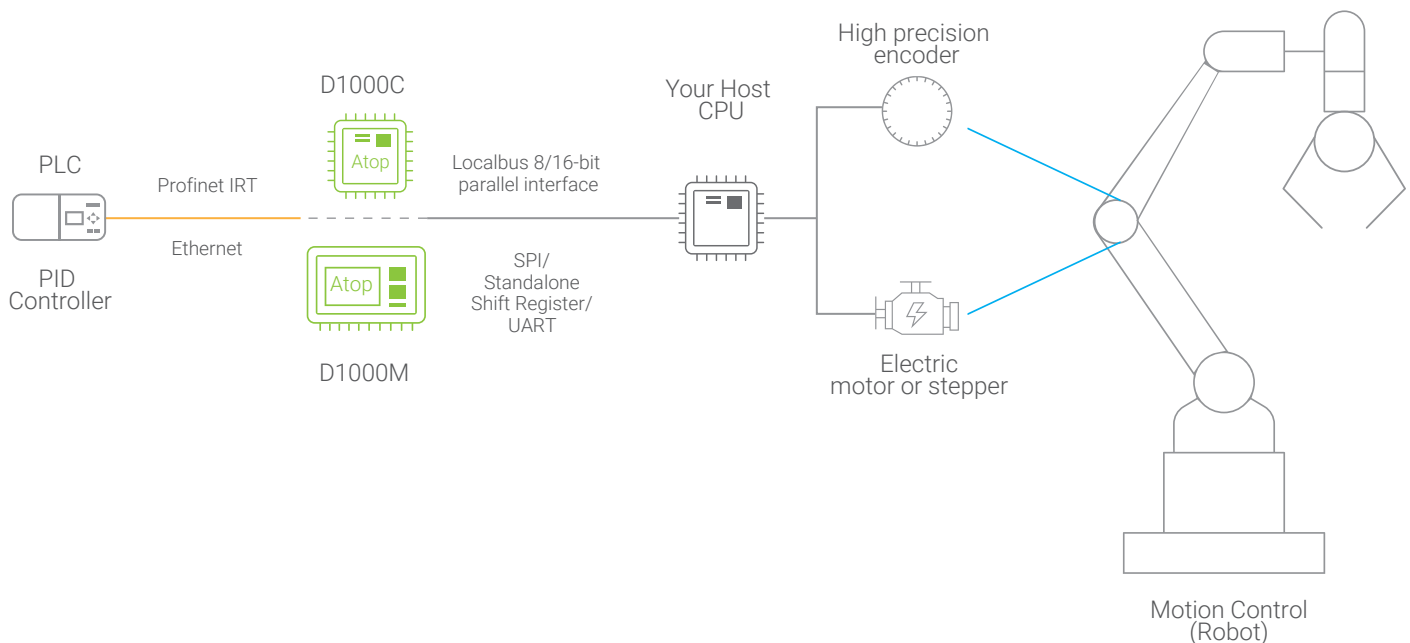 PLC
PID
Controller
Profinet IRT
Ethernet
D1000C
Atop
Atop
D1000M
Localbus 8/16-bit
parallel interface
SPI/
Standalone
Shift Register/
UART
Your Host
CPU
High precision
encoder
Electric
motor or stepper
Motion Control
(Robot)